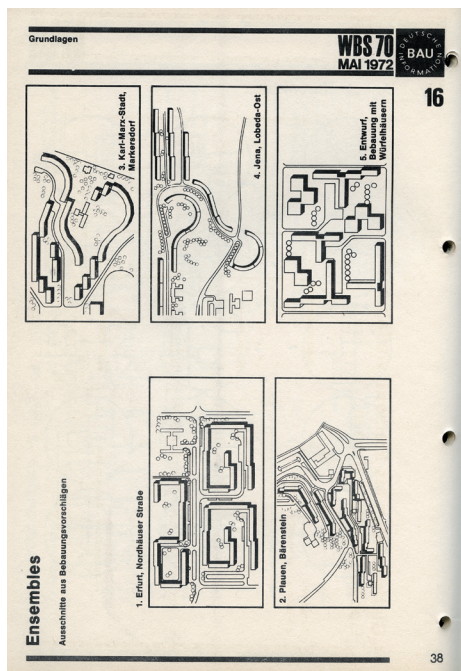 Grundlagen
WBS 70
MAI 1972
DEUTSCHE
BAU
INFORMATION
16
Ensembles
Ausschnitte aus Bebauungsvorschlägen
1. Erfurt, Nordhäuser Straße
2. Plauen, Bärenstein
3. Karl-Marx-Stadt,
Markersdorf
4. Jena, Lobeda-Ost
5. Entwurf,
Bebauung mit
Würfelhäusern
38